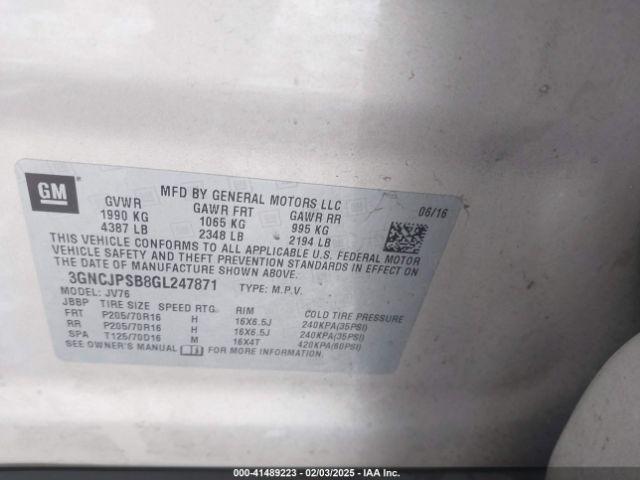 GM
MFD BY GENERAL MOTORS LLC
GVWR GAWR FRT GAWR RR 06/16
1990 KG 1065 KG 995 KG
4387 LB 2348 LB 2194 LB
THIS VEHICLE CONFORMS TO ALL APPLICABLE U.S. FEDERAL MOTOR
VEHICLE SAFETY AND THEFT PREVENTION STANDARDS IN EFFECT ON
THE DATE OF MANUFACTURE SHOWN ABOVE.
3GNCJPSB8GL247871 TYPE: M.P.V.
MODEL: JV76
JBBP TIRE SIZE SPEED RTG. RIM COLD TIRE PRESSURE
FRT P205/70R16 H 16X6.5J 240KPA(35PSI)
RR P205/70R16 H 16X6.5J 240KPA(35PSI)
SPA T125/70D16 M 16X4T 420KPA(60PSI)
SEE OWNER'S MANUAL FOR MORE INFORMATION.
000-41489223 - 02/03/2025 - IAA Inc.